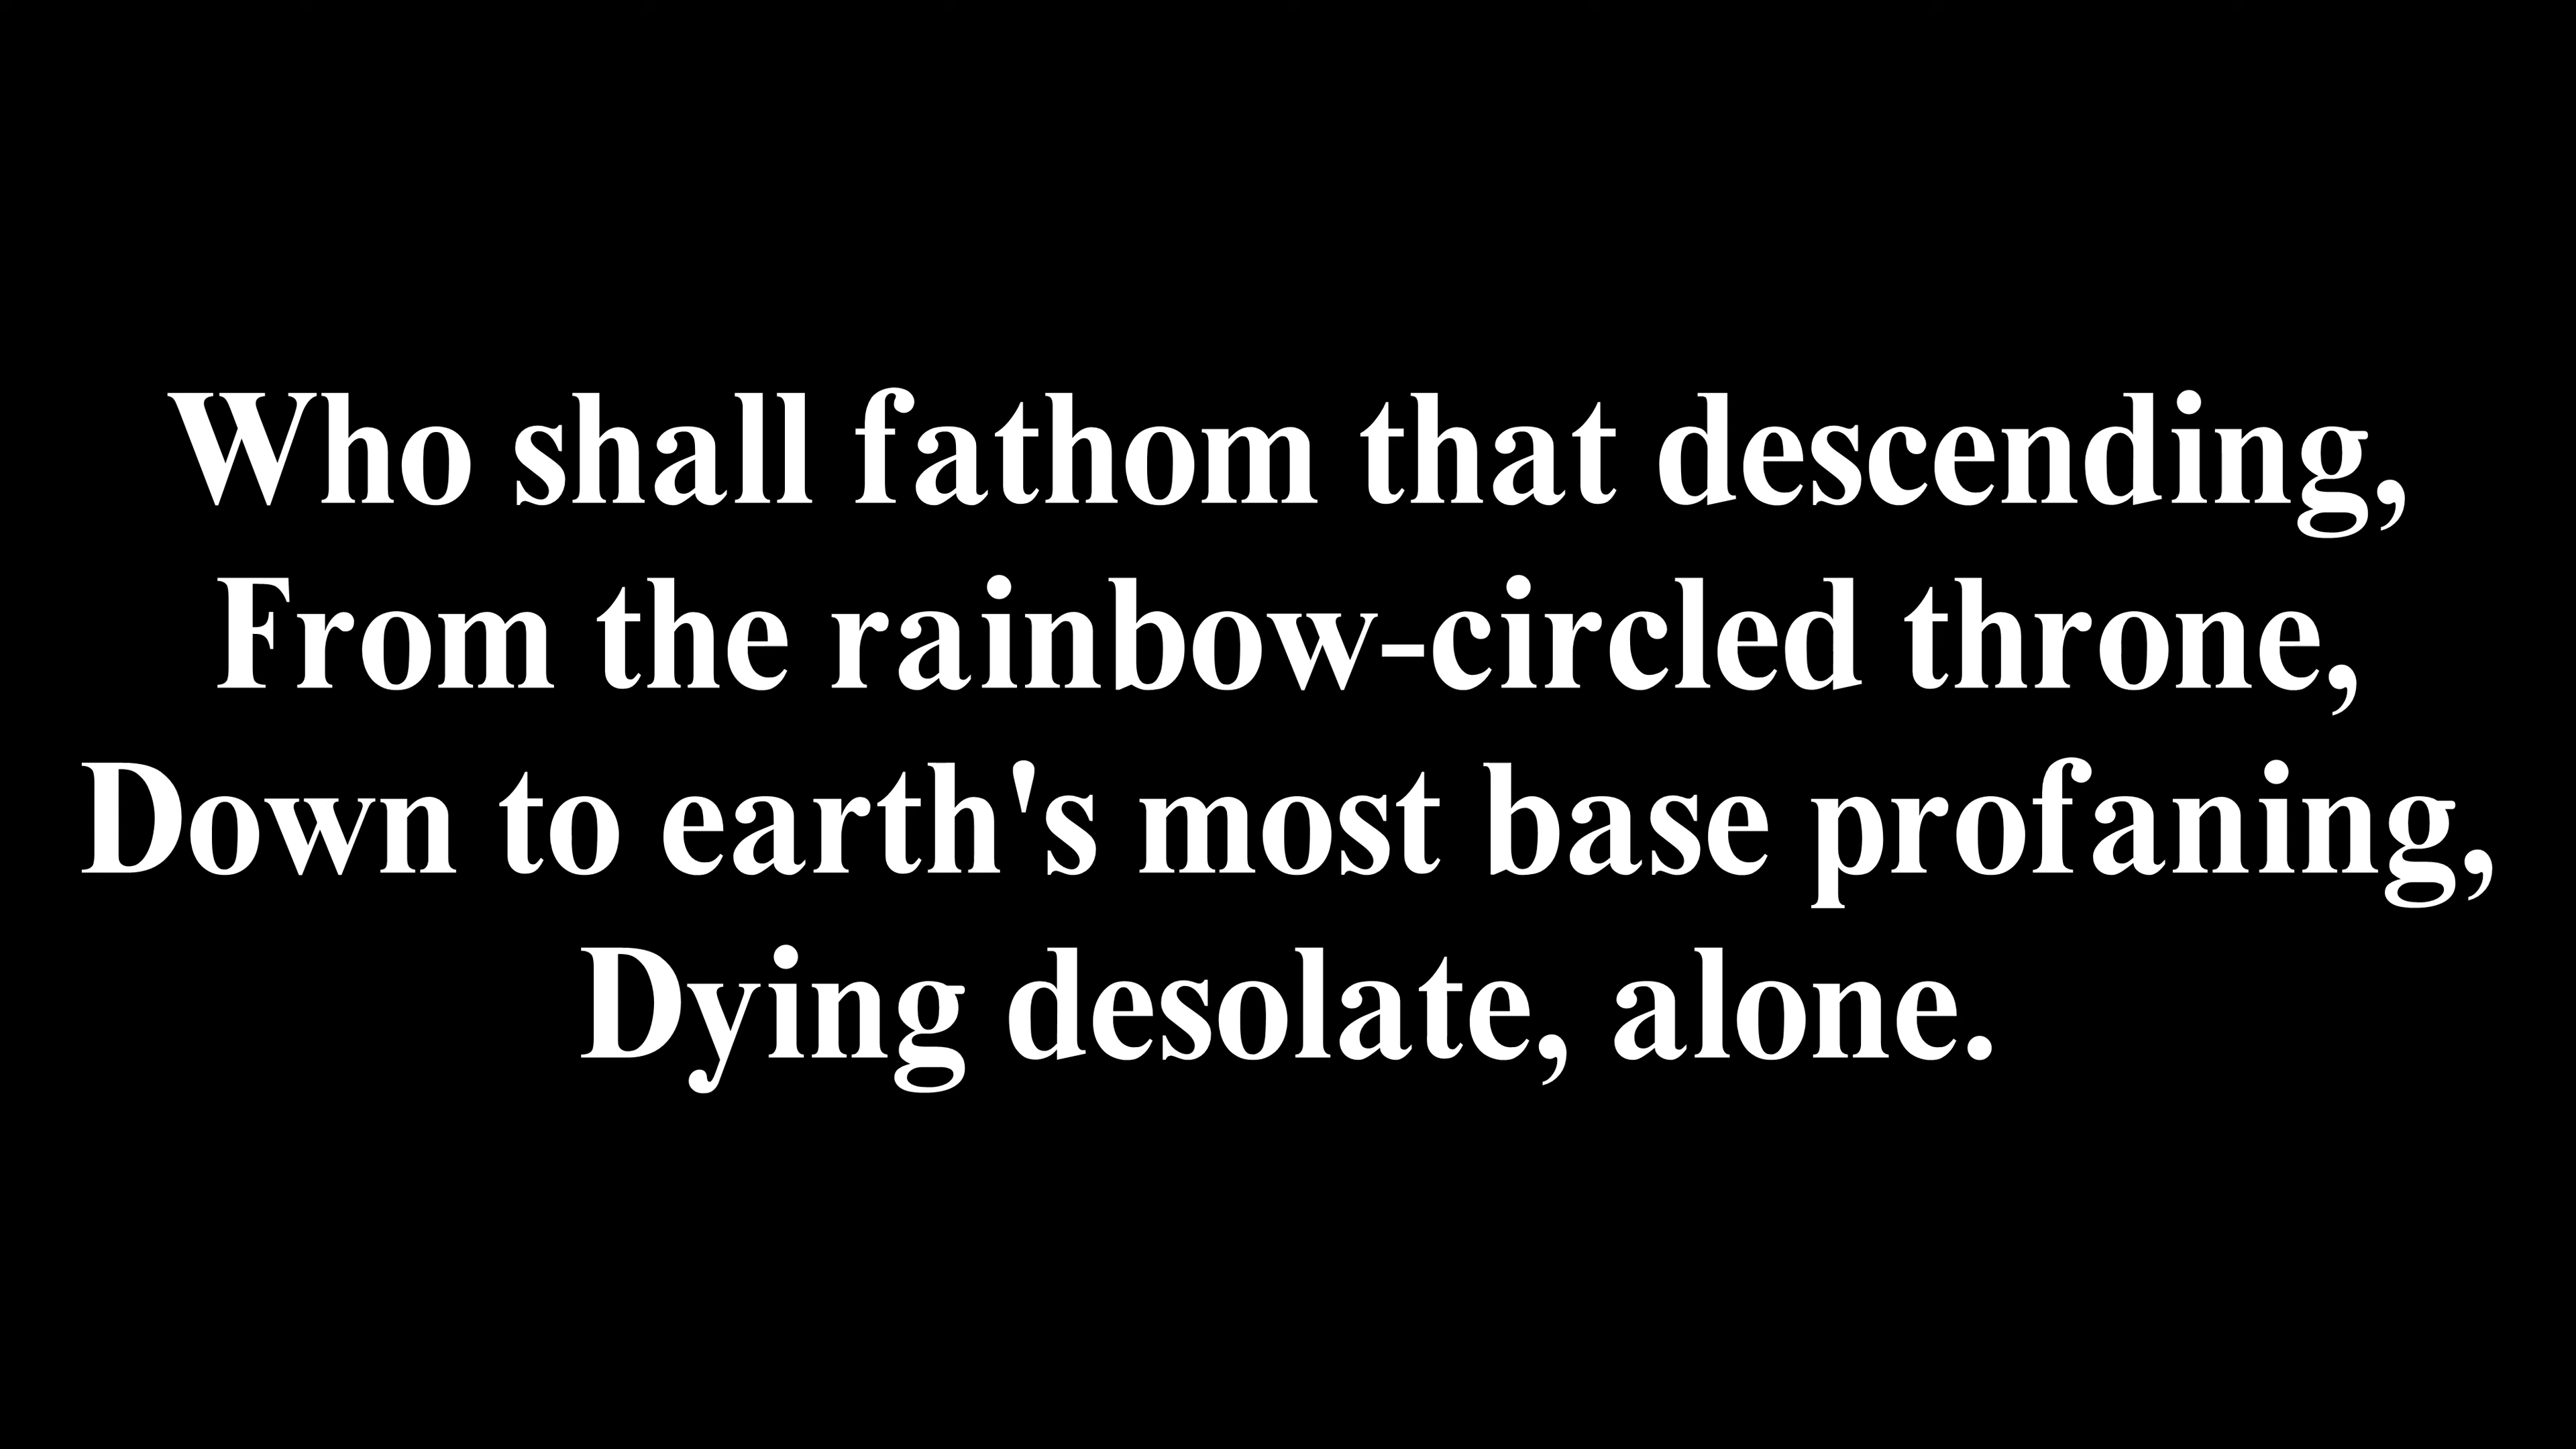 Who shall fathom that descending,
From the rainbow-circled throne,
Down to earth's most base profaning,
Dying desolate, alone.